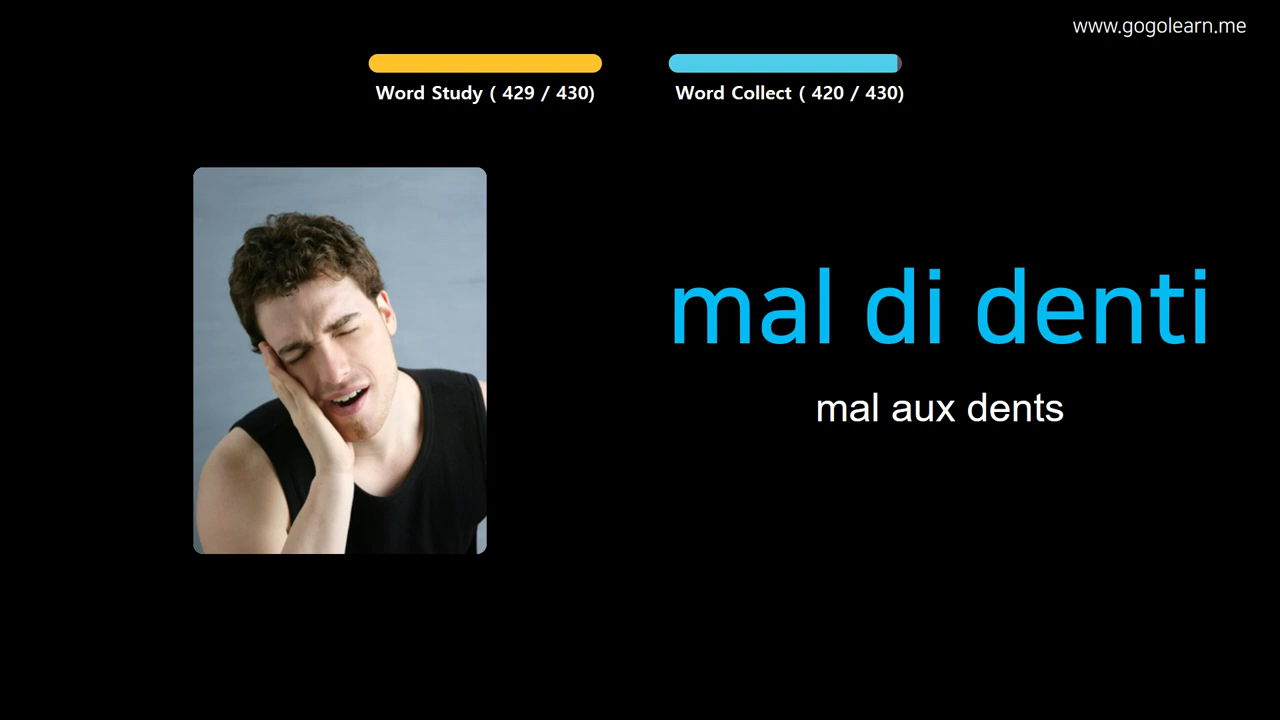 www.gogolearn.me
Word Study ( 429 / 430)
Word Collect ( 420 / 430)
mal di denti
mal aux dents